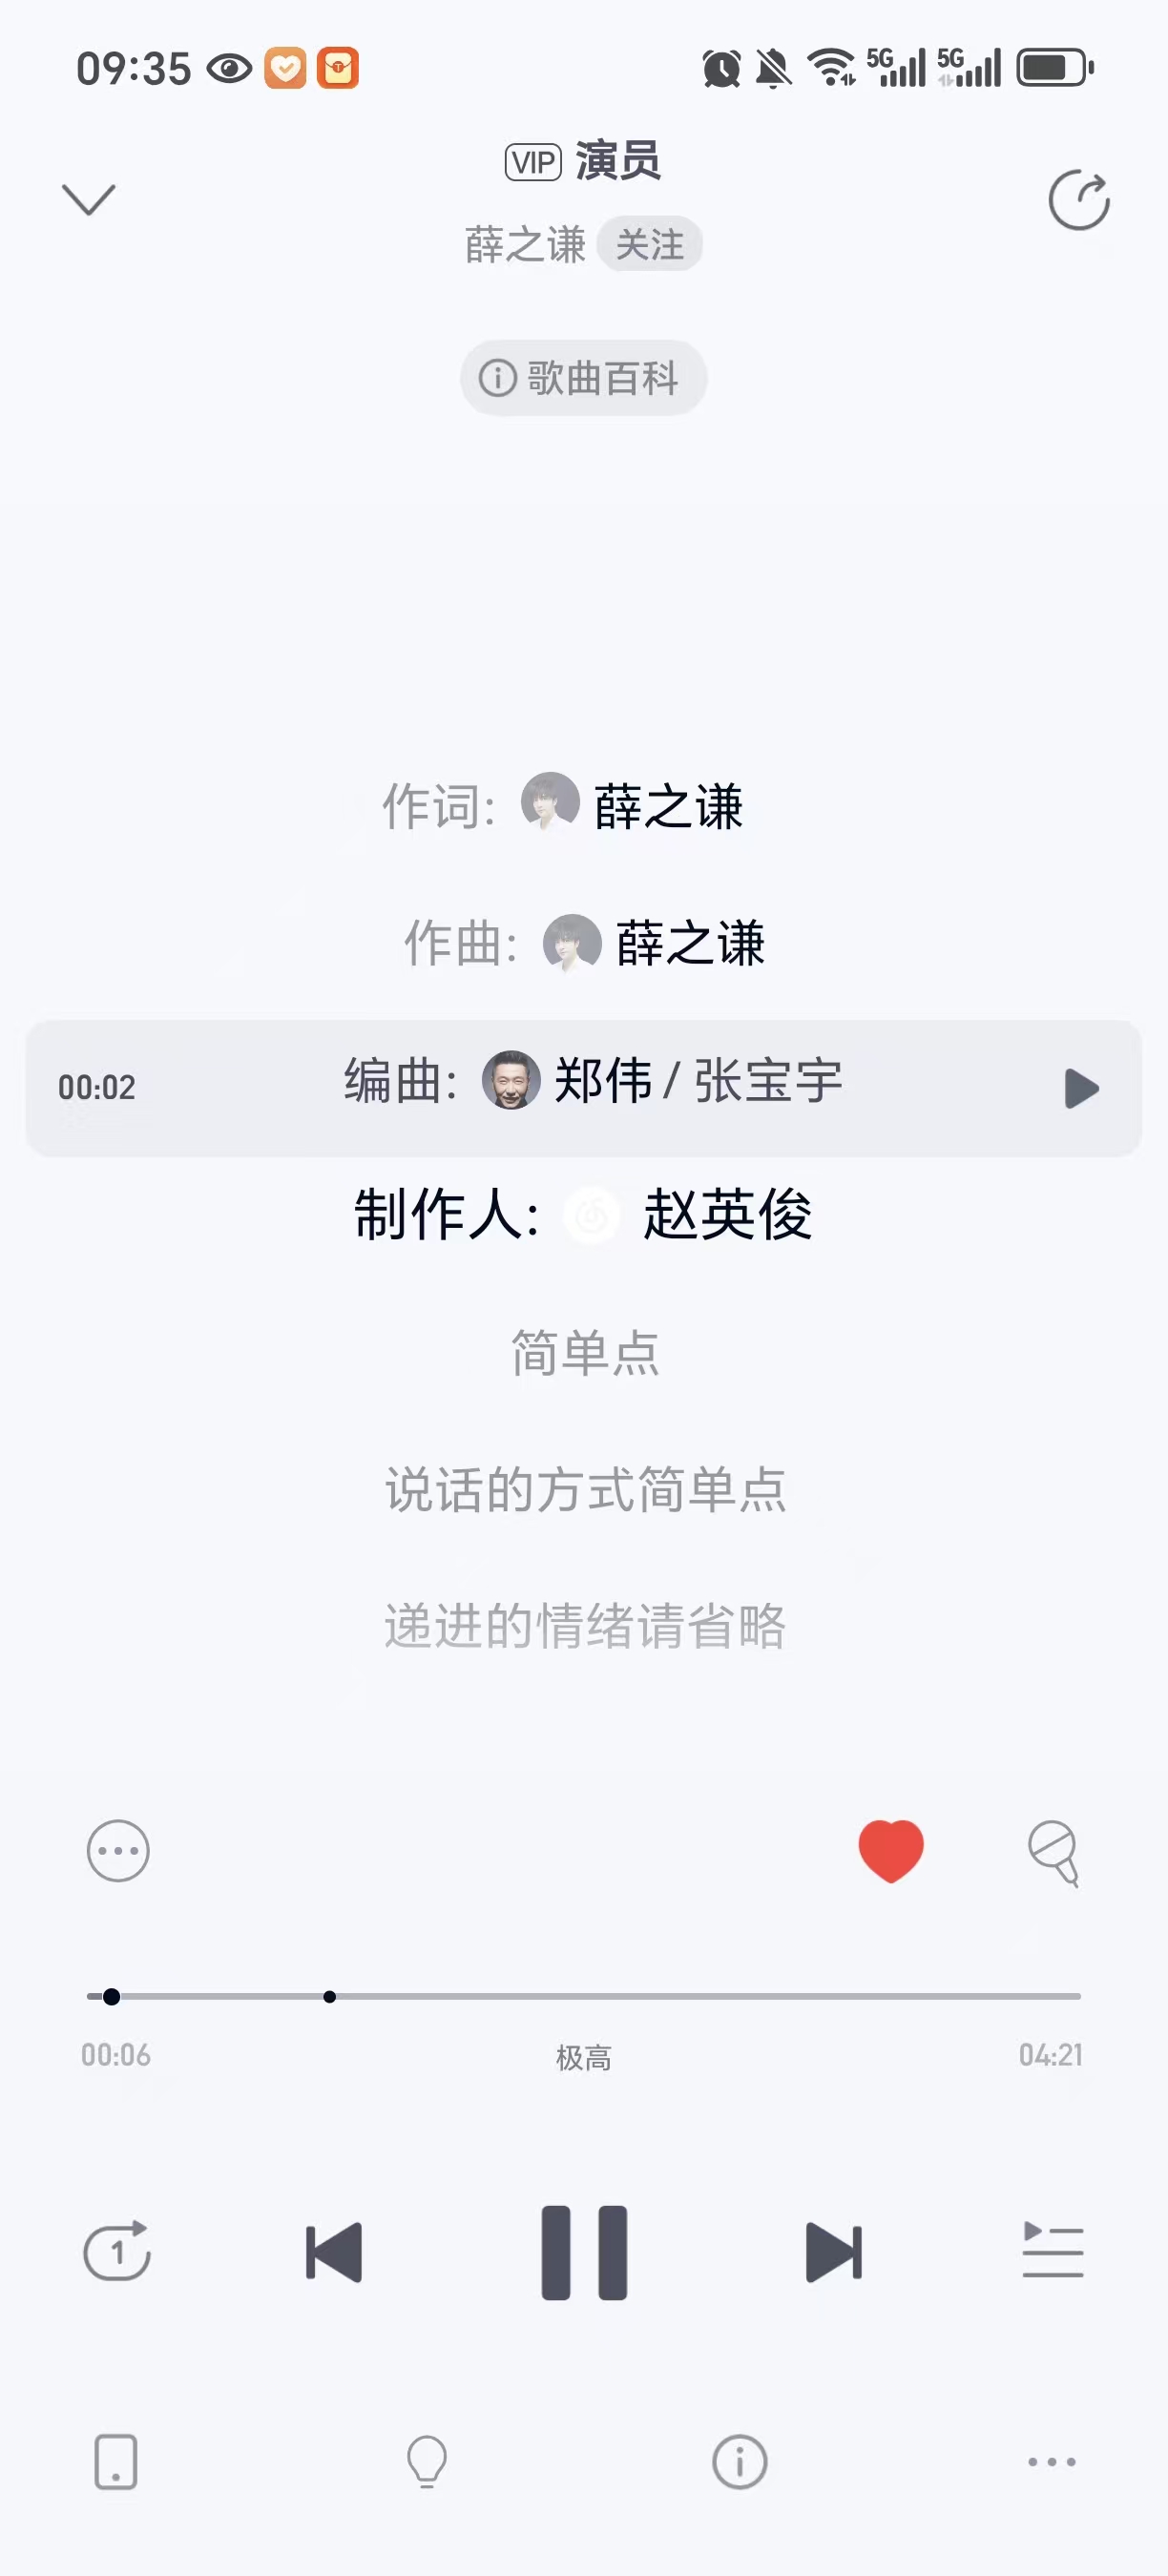 09:35 5G 5G
VIP 演员
薛之谦 关注
歌曲百科
作词: 薛之谦
作曲: 薛之谦
00:02 编曲: 郑伟 / 张宝宇
制作人: 赵英俊
简单点
说话的方式简单点
递进的情绪请省略
00:06 极高 04:21
1